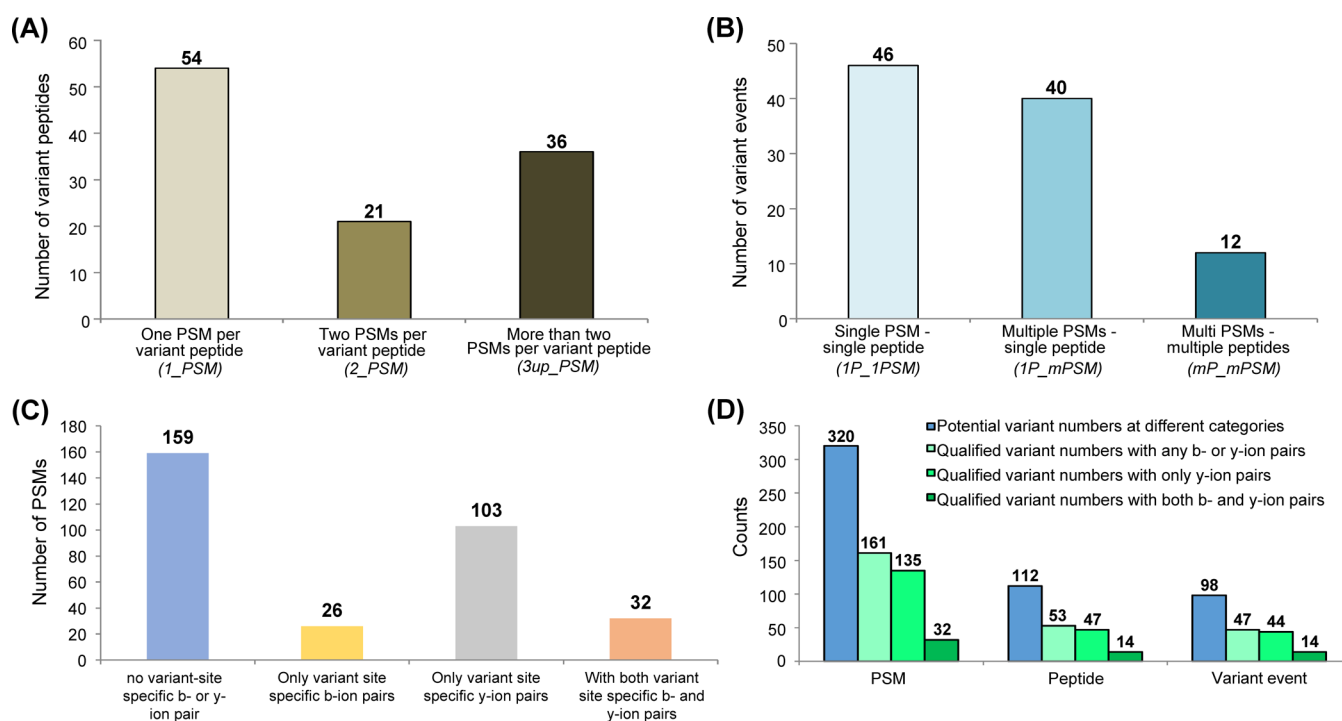 (A)
Number of variant peptides
60
50
40
30
20
10
0
54
21
36
One PSM per
variant peptide
(1_PSM)
Two PSMs per
variant peptide
(2_PSM)
More than two
PSMs per variant peptide
(3up_PSM)
(B)
Number of variant events
50
40
30
20
10
0
46
40
12
Single PSM -
single peptide
(1P_1PSM)
Multiple PSMs -
single peptide
(1P_mPSM)
Multi PSMs -
multiple peptides
(mP_mPSM)
(C)
Number of PSMs
180
160
140
120
100
80
60
40
20
0
159
26
103
32
no variant-site
specific b- or y-
ion pair
Only variant site
specific b-ion pairs
Only variant site
specific y-ion pairs
With both variant
site specific b- and
y-ion pairs
(D)
Counts
350
300
250
200
150
100
50
0
Potential variant numbers at different categories
Qualified variant numbers with any b- or y-ion pairs
Qualified variant numbers with only y-ion pairs
Qualified variant numbers with both b- and y-ion pairs
320
161
135
32
112
53
47
14
98
47
44
14
PSM
Peptide
Variant event